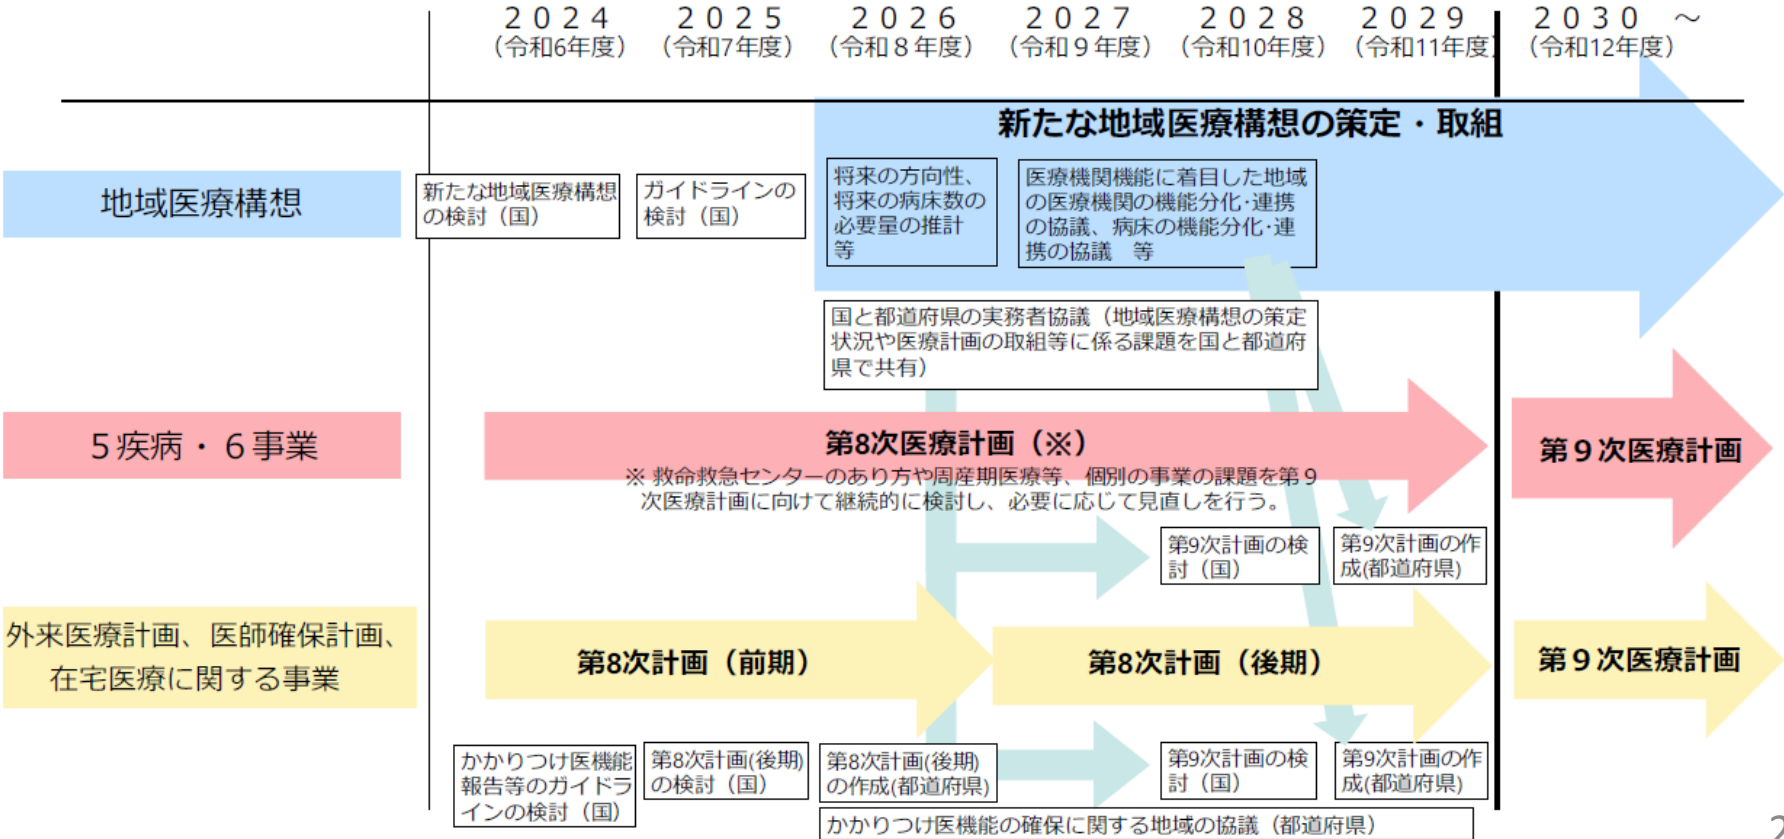 2024 2025 2026 2027 2028 2029 2030 ～
（令和6年度） （令和7年度） （令和８年度） （令和９年度） （令和10年度） （令和11年度） （令和12年度）
新たな地域医療構想の策定・取組
地域医療構想
新たな地域医療構想
の検討（国）
ガイドラインの
検討（国）
将来の方向性、
将来の病床数の
必要量の推計
等
医療機関機能に着目した地域
の医療機関の機能分化・連携
の協議、病床の機能分化・連
携の協議　等
国と都道府県の実務者協議（地域医療構想の策定
状況や医療計画の取組等に係る課題を国と都道府
県で共有）
５疾病・６事業
第8次医療計画（※）
※ 救命救急センターのあり方や周産期医療等、個別の事業の課題を第９
次医療計画に向けて継続的に検討し、必要に応じて見直しを行う。
第９次医療計画
第9次計画の検
討（国）
第9次計画の作
成(都道府県)
外来医療計画、医師確保計画、
在宅医療に関する事業
第8次計画（前期）
第8次計画（後期）
第９次医療計画
かかりつけ医機能
報告等のガイドラ
インの検討（国）
第8次計画(後期)
の検討（国）
第8次計画(後期)
の作成(都道府県)
第9次計画の検
討（国）
第9次計画の作
成(都道府県)
かかりつけ医機能の確保に関する地域の協議（都道府県）
2